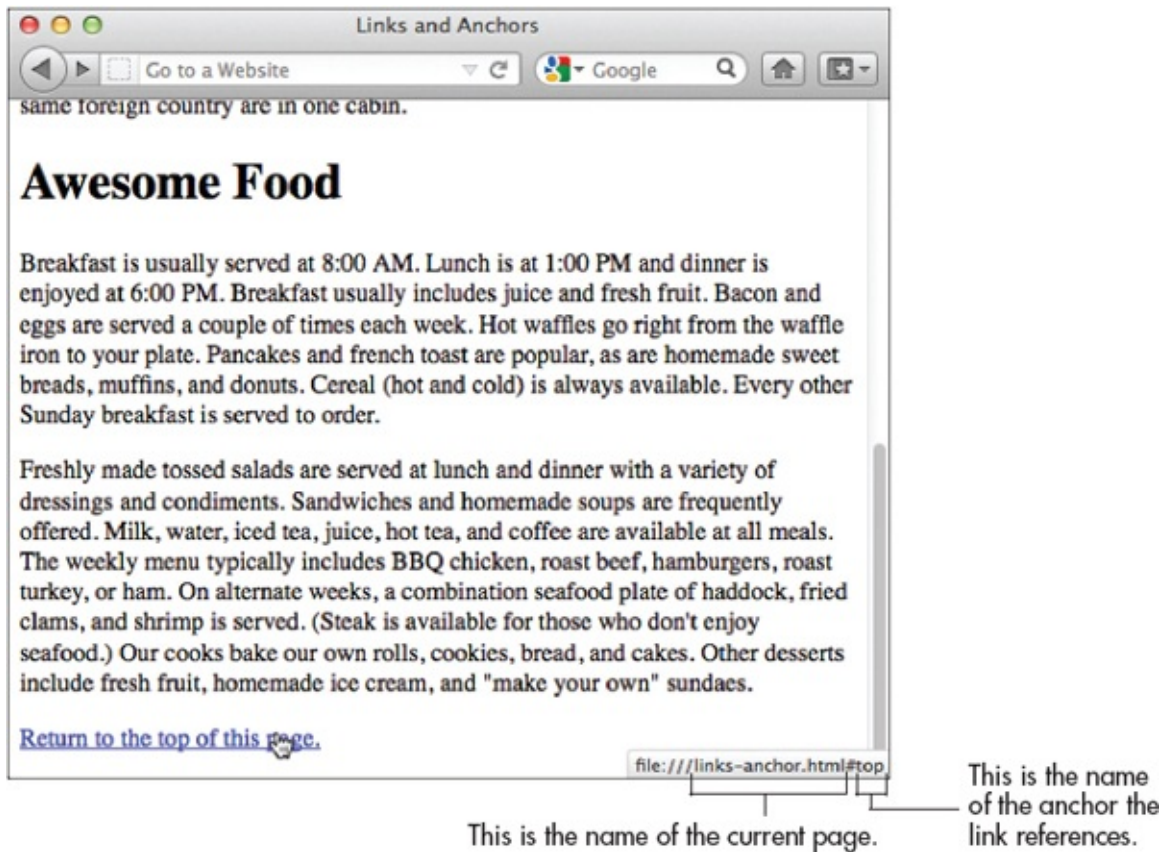 Links and Anchors
Go to a Website
Google
same foreign country are in one cabin.
Awesome Food
Breakfast is usually served at 8:00 AM. Lunch is at 1:00 PM and dinner is
enjoyed at 6:00 PM. Breakfast usually includes juice and fresh fruit. Bacon and
eggs are served a couple of times each week. Hot waffles go right from the waffle
iron to your plate. Pancakes and french toast are popular, as are homemade sweet
breads, muffins, and donuts. Cereal (hot and cold) is always available. Every other
Sunday breakfast is served to order.
Freshly made tossed salads are served at lunch and dinner with a variety of
dressings and condiments. Sandwiches and homemade soups are frequently
offered. Milk, water, iced tea, juice, hot tea, and coffee are available at all meals.
The weekly menu typically includes BBQ chicken, roast beef, hamburgers, roast
turkey, or ham. On alternate weeks, a combination seafood plate of haddock, fried
clams, and shrimp is served. (Steak is available for those who don't enjoy
seafood.) Our cooks bake our own rolls, cookies, bread, and cakes. Other desserts
include fresh fruit, homemade ice cream, and "make your own" sundaes.
Return to the top of this page.
file:///links-anchor.html#top
This is the name of the current page.
This is the name
of the anchor the
link references.